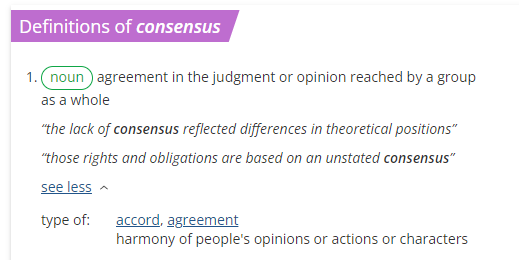 Definitions of consensus
1. noun agreement in the judgment or opinion reached by a group
as a whole
“the lack of consensus reflected differences in theoretical positions”
“those rights and obligations are based on an unstated consensus”
see less ^
type of: accord, agreement
harmony of people's opinions or actions or characters